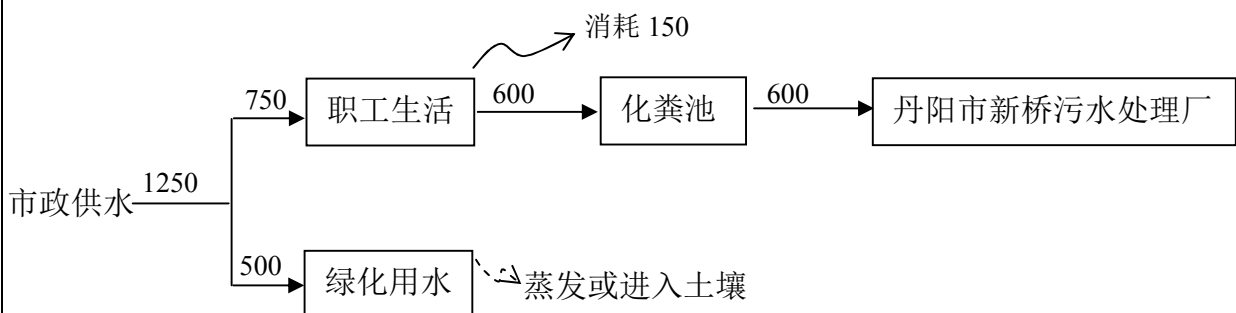 消耗 150
750
职工生活
600
化粪池
600
丹阳市新桥污水处理厂
市政供水
1250
500
绿化用水
蒸发或进入土壤